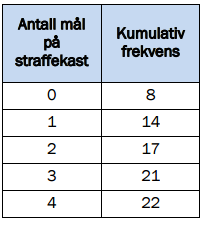 Antall mål på straffekast | Kumulativ frekvens
0 | 8
1 | 14
2 | 17
3 | 21
4 | 22